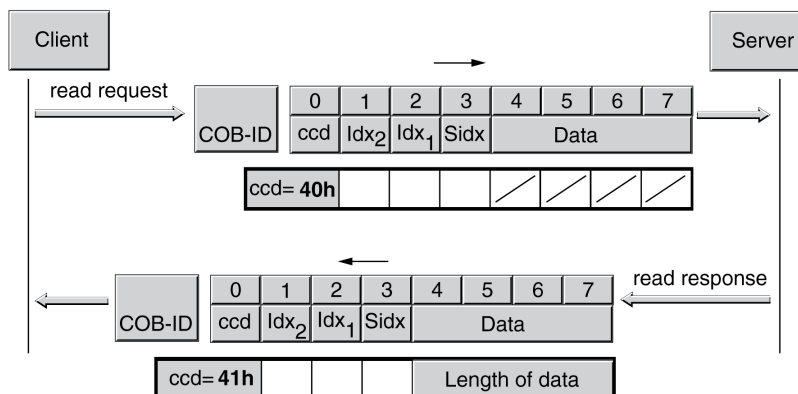 Client
Server
read request
COB-ID
0 1 2 3 4 5 6 7
ccd Idx2 Idx1 Sidx Data
ccd= 40h
read response
COB-ID
0 1 2 3 4 5 6 7
ccd Idx2 Idx1 Sidx Data
ccd= 41h Length of data